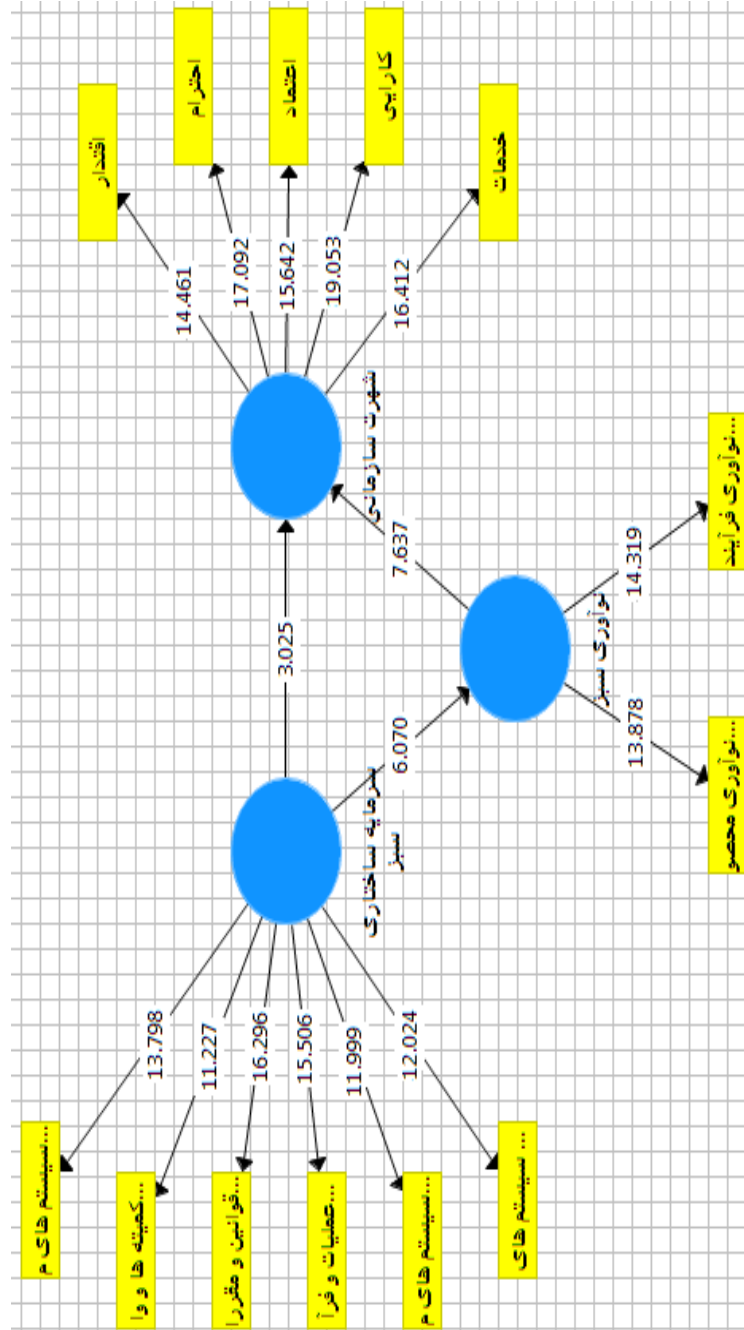 سیستم های م...
13.798
کمیته ها و وا...
11.227
قوانین و مقررا...
16.296
عملیات و فرآ...
15.506
سیستم های م...
11.999
سیستم های ...
12.024
سرمایه ساختاری
سبز
3.025
6.070
نوآوری سبز
7.637
13.878
14.319
نوآوری محصو...
نوآوری فرآیند...
شهرت سازمانی
14.461
اقتدار
17.092
احترام
15.642
اعتماد
19.053
کارایی
16.412
خدمات